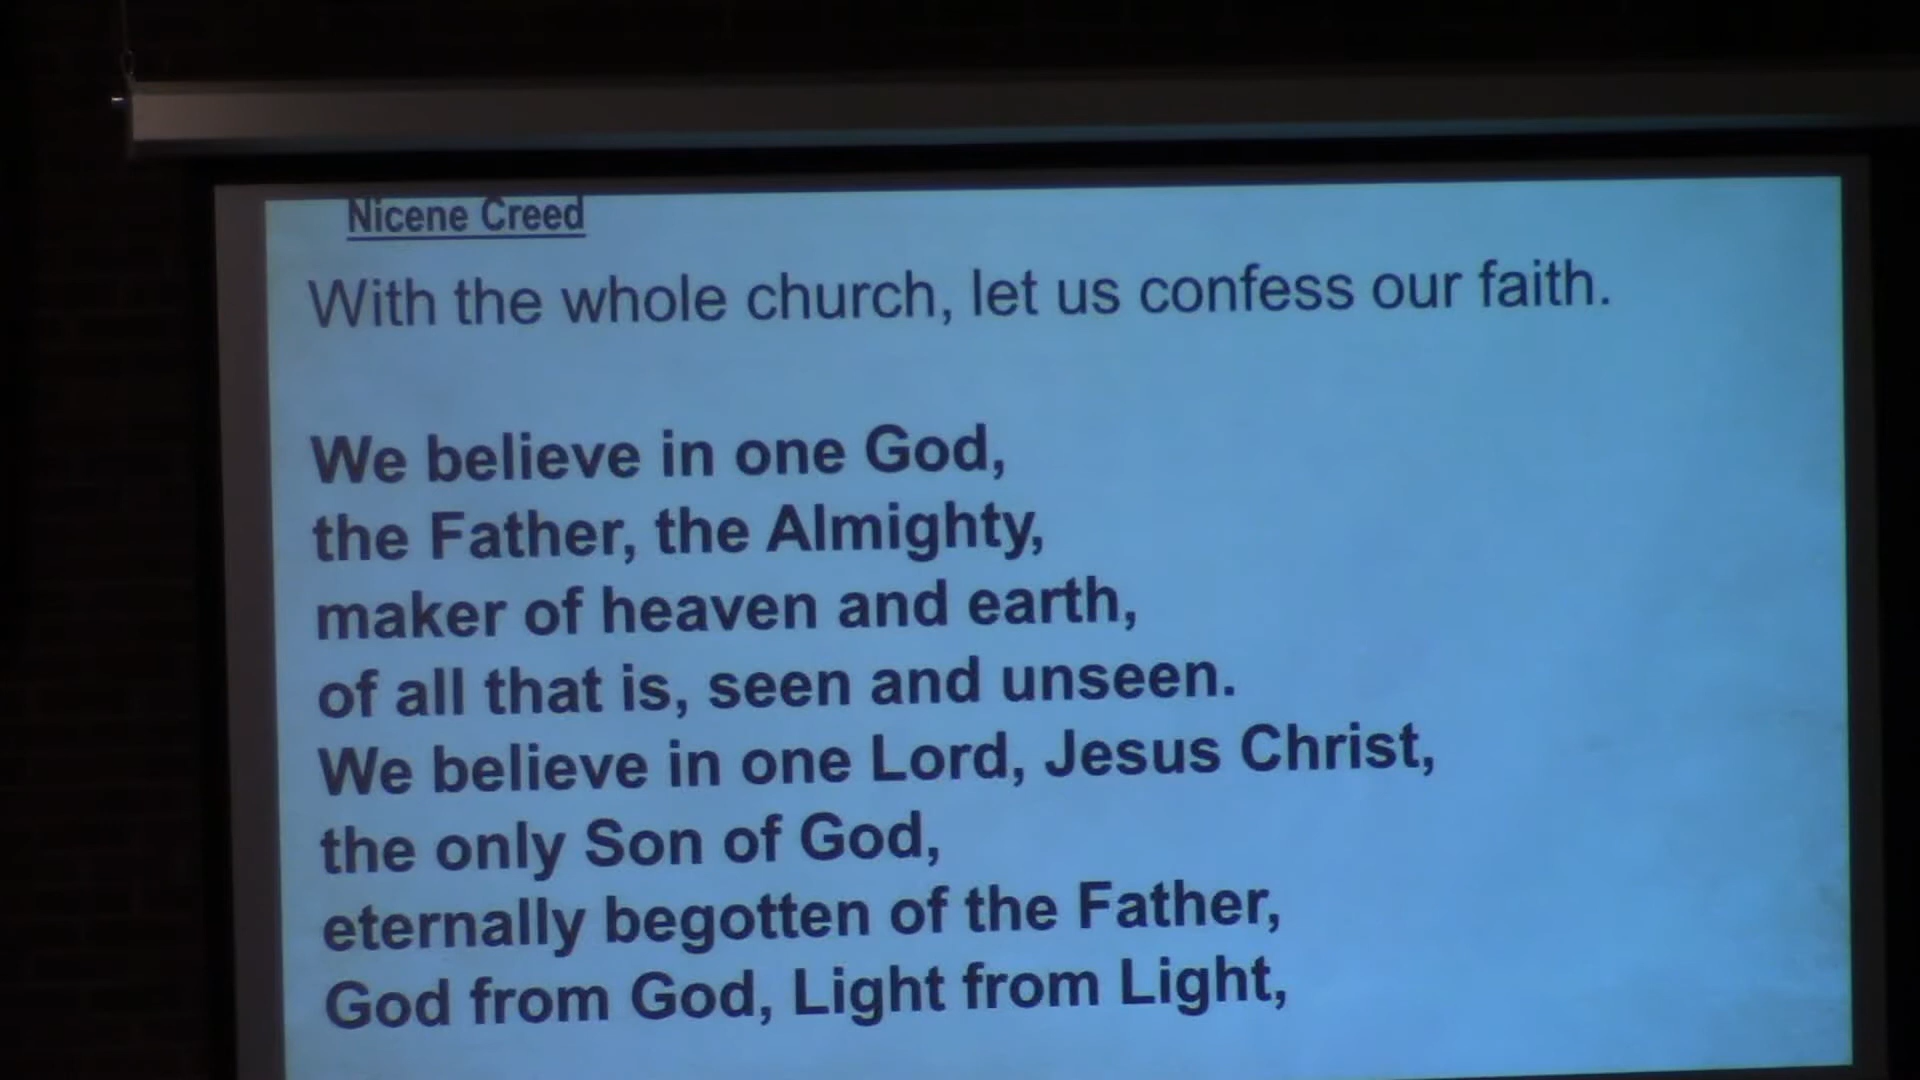 Nicene Creed
With the whole church, let us confess our faith.
We believe in one God,
the Father, the Almighty,
maker of heaven and earth,
of all that is, seen and unseen.
We believe in one Lord, Jesus Christ,
the only Son of God,
eternally begotten of the Father,
God from God, Light from Light,